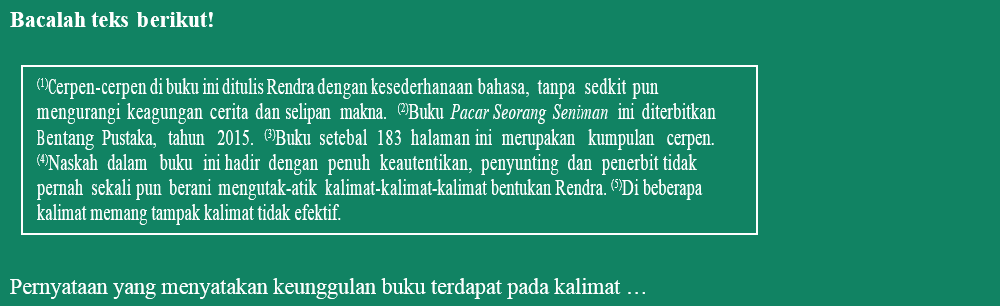 Bacalah teks berikut!
(1)Cerpen-cerpen di buku ini ditulis Rendra dengan kesederhanaan bahasa, tanpa sedkit pun
mengurangi keagungan cerita dan selipan makna. (2)Buku Pacar Seorang Seniman ini diterbitkan
Bentang Pustaka, tahun 2015. (3)Buku setebal 183 halaman ini merupakan kumpulan cerpen.
(4)Naskah dalam buku ini hadir dengan penuh keautentikan, penyunting dan penerbit tidak
pernah sekali pun berani mengutak-atik kalimat-kalimat-kalimat bentukan Rendra. (5)Di beberapa
kalimat memang tampak kalimat tidak efektif.
Pernyataan yang menyatakan keunggulan buku terdapat pada kalimat …